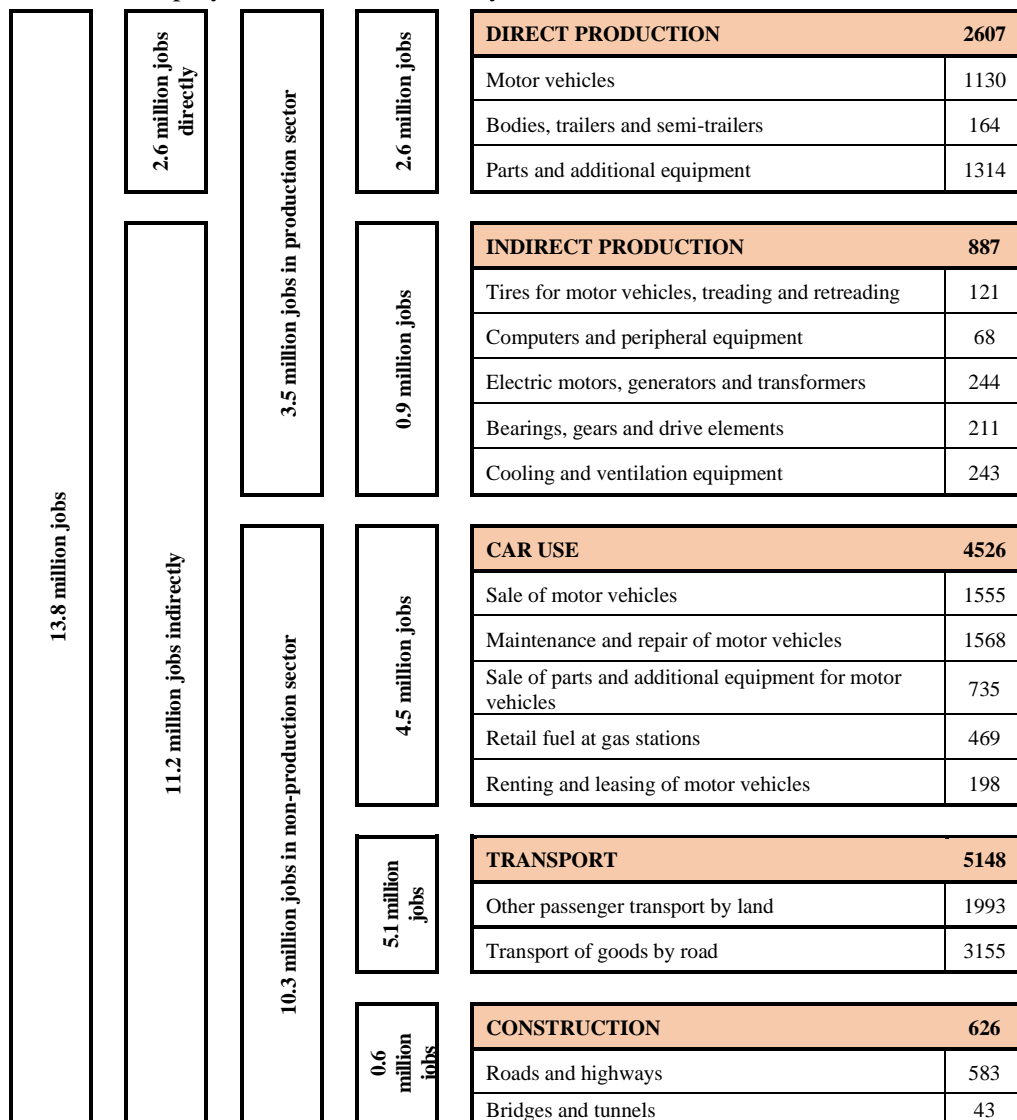 13.8 million jobs
2.6 million jobs
directly
11.2 million jobs indirectly
3.5 million jobs in production sector
10.3 million jobs in non-production sector
2.6 million jobs
DIRECT PRODUCTION 2607
Motor vehicles 1130
Bodies, trailers and semi-trailers 164
Parts and additional equipment 1314
0.9 million jobs
INDIRECT PRODUCTION 887
Tires for motor vehicles, treading and retreading 121
Computers and peripheral equipment 68
Electric motors, generators and transformers 244
Bearings, gears and drive elements 211
Cooling and ventilation equipment 243
4.5 million jobs
CAR USE 4526
Sale of motor vehicles 1555
Maintenance and repair of motor vehicles 1568
Sale of parts and additional equipment for motor
vehicles 735
Retail fuel at gas stations 469
Renting and leasing of motor vehicles 198
5.1 million
jobs
TRANSPORT 5148
Other passenger transport by land 1993
Transport of goods by road 3155
0.6
million
jobs
CONSTRUCTION 626
Roads and highways 583
Bridges and tunnels 43